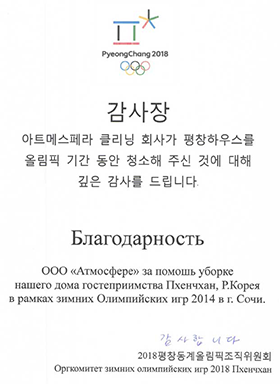 PyeongChang 2018
감사장
아트메스페라 클리닝 회사가 평창하우스를
올림픽 기간 동안 청소해 주신 것에 대해
깊은 감사를 드립니다.
Благодарность
ООО «Атмосфере» за помошь уборке
нашего дома гостеприимства Пхенчхан, Р.Корея
в рамках зимних Олимпийских игр 2014 в г. Сочи.
감사합니다
2018평창동계올림픽조직위원회
Оргкомитет зимних олимпийских игр 2018 Пхенчхан